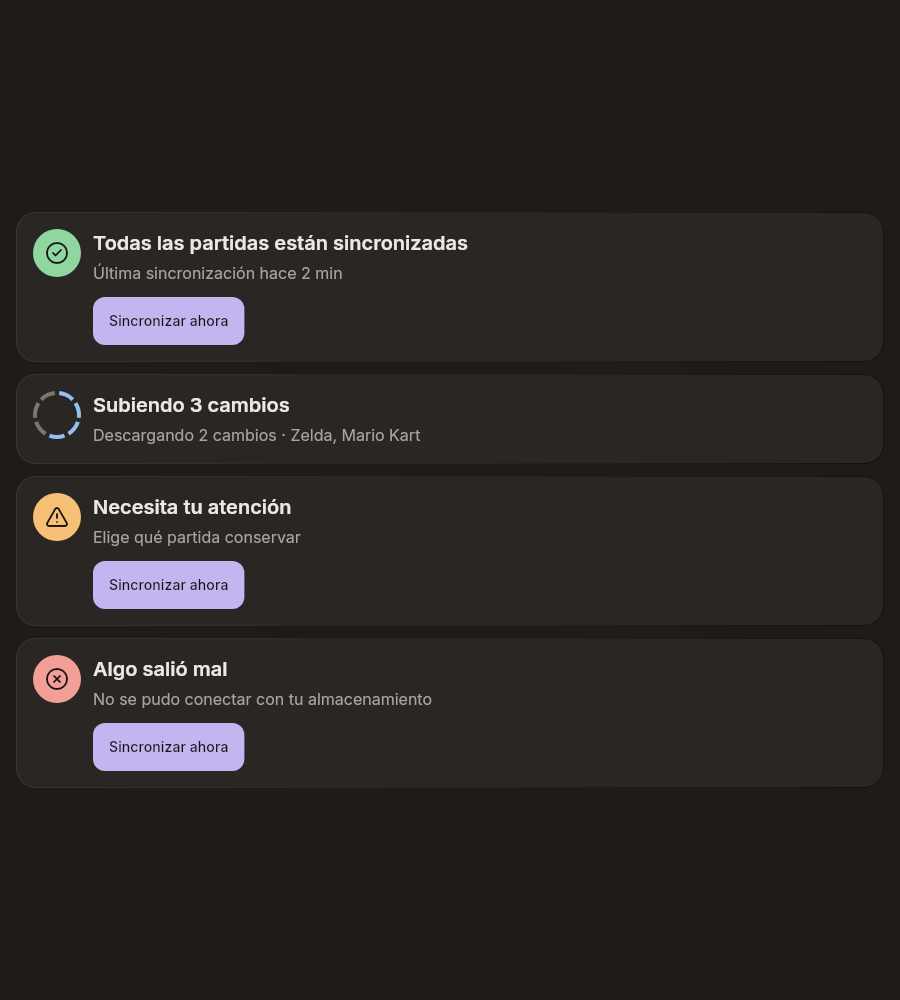 Todas las partidas están sincronizadas
Última sincronización hace 2 min
Sincronizar ahora
Subiendo 3 cambios
Descargando 2 cambios · Zelda, Mario Kart
Necesita tu atención
Elige qué partida conservar
Sincronizar ahora
Algo salió mal
No se pudo conectar con tu almacenamiento
Sincronizar ahora